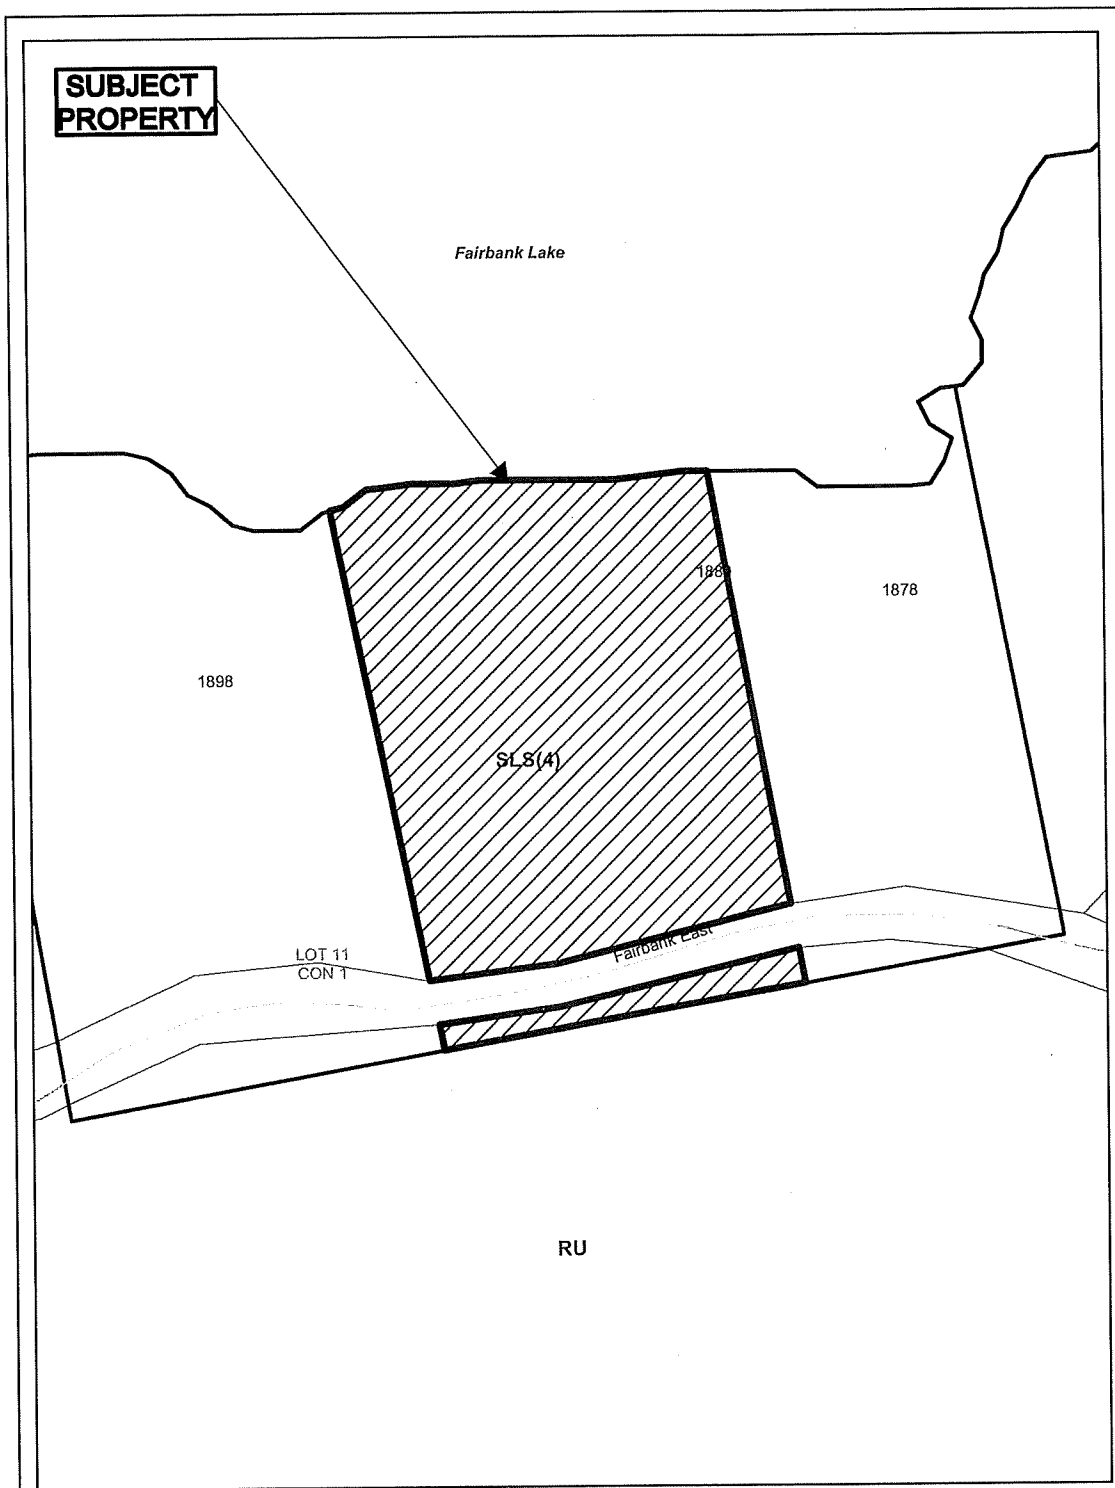 SUBJECT
PROPERTY
Fairbank Lake
1878
1898
SLS(4)
Fairbank East
LOT 11
CON 1
RU